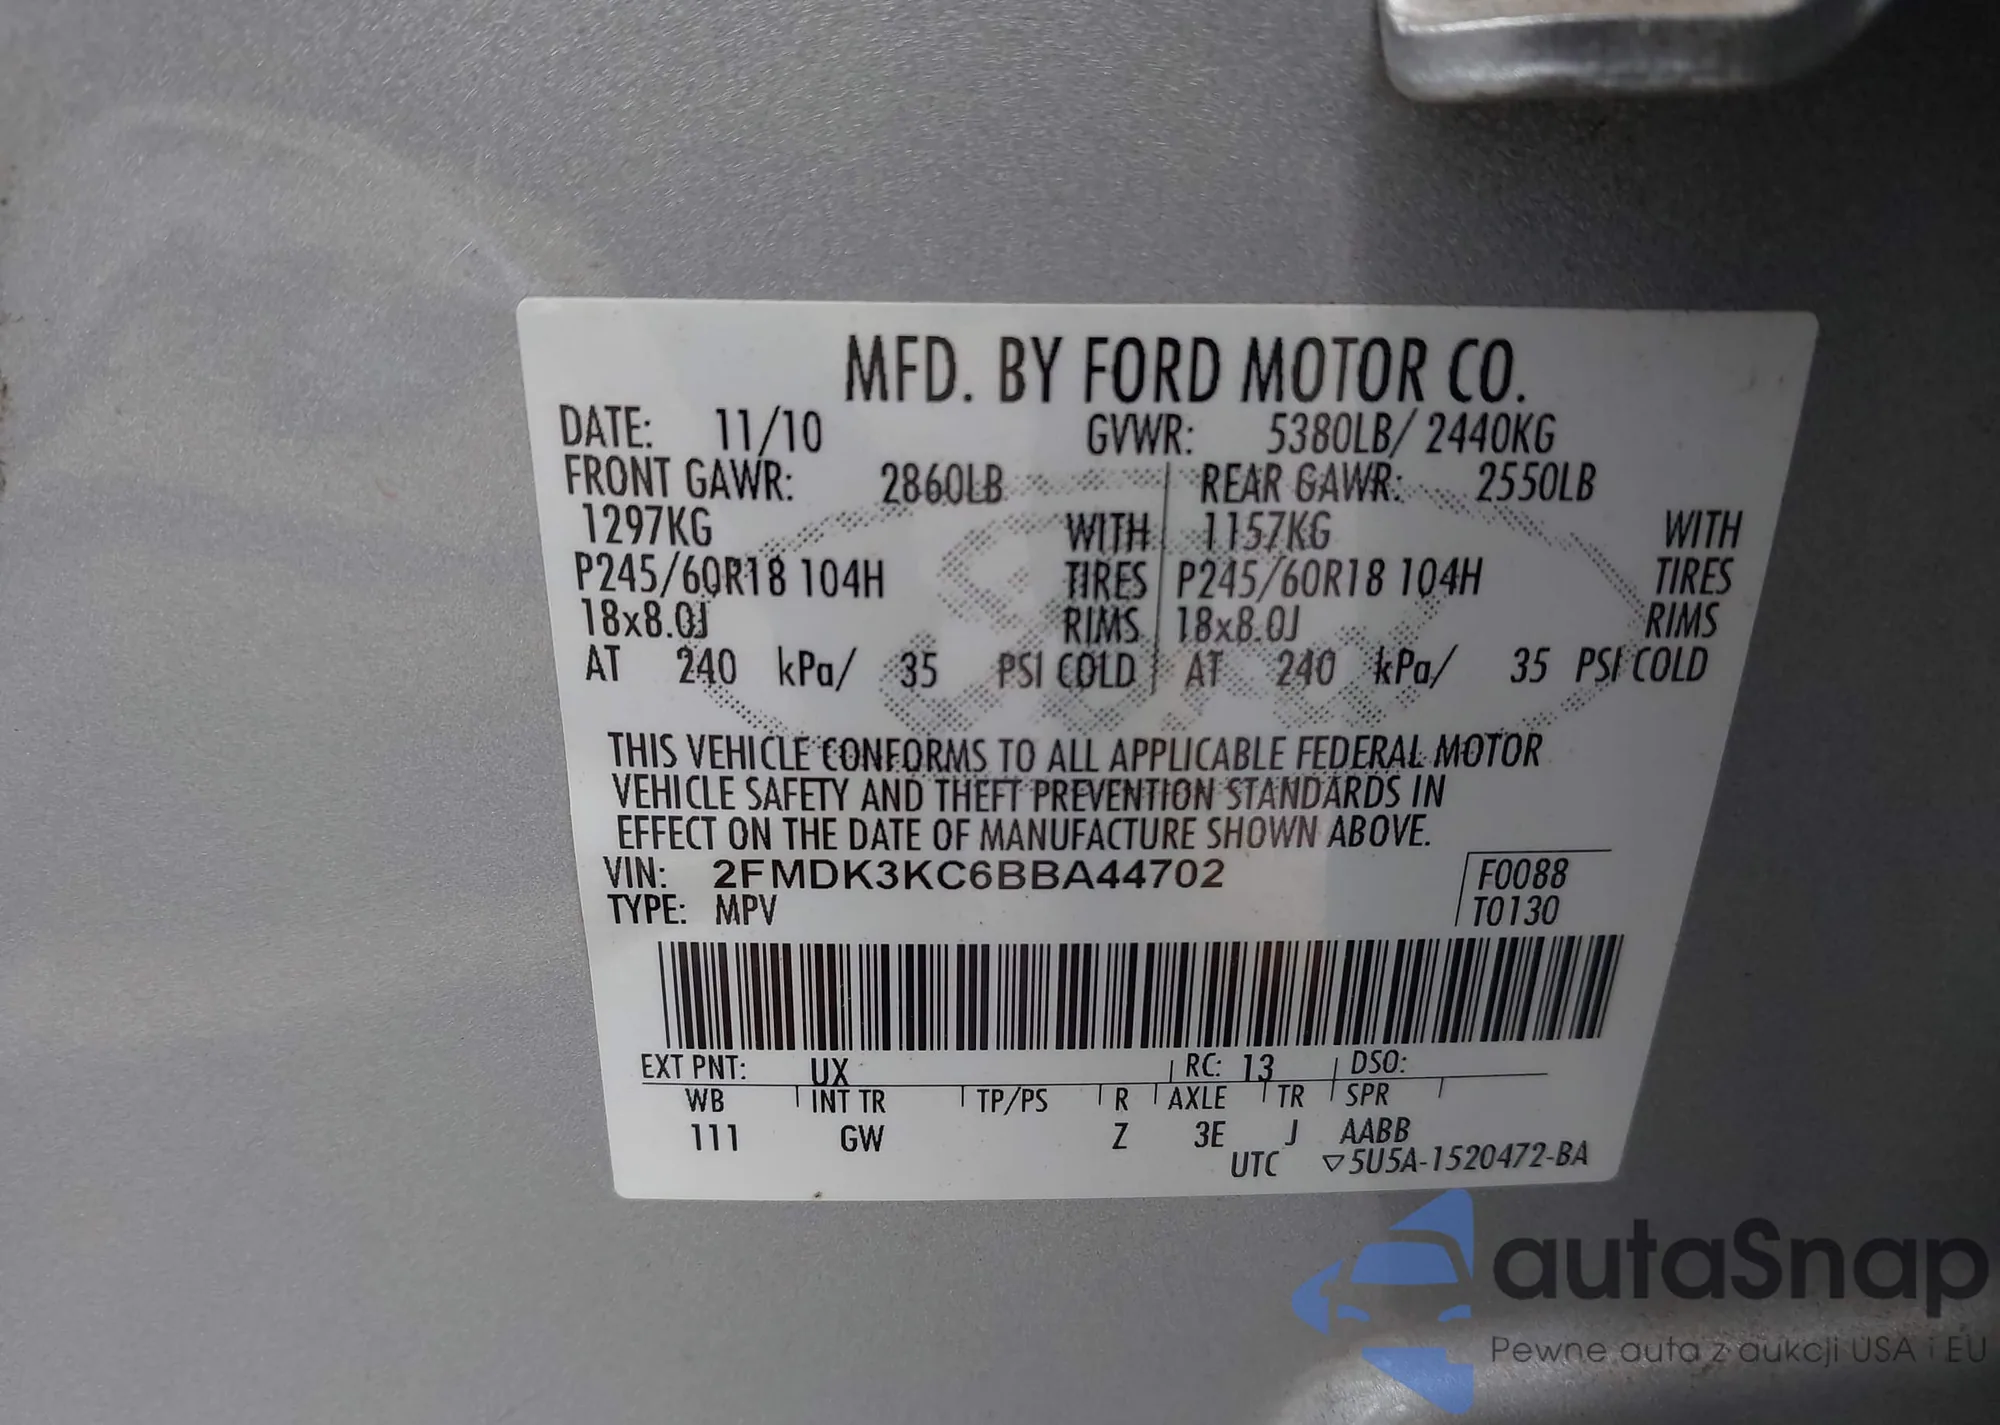 MFD. BY FORD MOTOR CO.
DATE: 11/10 GVWR: 5380LB/ 2440KG
FRONT GAWR: 2860LB REAR GAWR: 2550LB
1297KG WITH 1157KG WITH
P245/60R18 104H TIRES P245/60R18 104H TIRES
18x8.0J RIMS 18x8.0J RIMS
AT 240 kPa/ 35 PSI COLD AT 240 kPa/ 35 PSI COLD
THIS VEHICLE CONFORMS TO ALL APPLICABLE FEDERAL MOTOR
VEHICLE SAFETY AND THEFT PREVENTION STANDARDS IN
EFFECT ON THE DATE OF MANUFACTURE SHOWN ABOVE.
VIN: 2FMDK3KC6BBA44702 F0088
TYPE: MPV T0130
EXT PNT: UX RC: 13 DSO:
WB INT TR TP/PS R AXLE TR SPR
111 GW Z 3E J AABB
UTC ▽5U5A-1520472-BA
autaSnap
Pewne auta z aukcji USA i EU